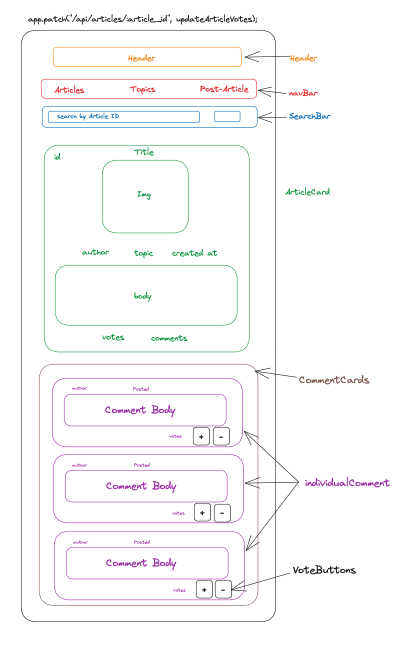 app.patch("/api/articles/:article_id", updateArticleVotes);
Header
Header
Articles Topics Post-Article
navBar
search by Article ID
SearchBar
id
Title
Img
ArticleCard
author topic created at
body
votes comments
CommentCards
author Posted
Comment Body
votes + -
author Posted
Comment Body
individualComment
votes + -
author Posted
Comment Body
VoteButtons
votes + -